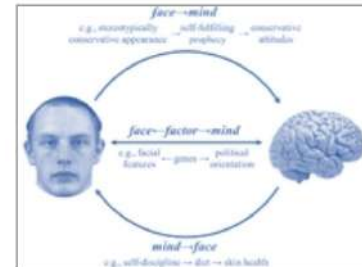 face→mind
e.g., stereotypically → self-fulfilling → conservative
conservative appearance prophecy attitudes
face←factor→mind
e.g., facial ← genes → political
features orientation
mind→face
e.g., self-discipline → diet → skin health